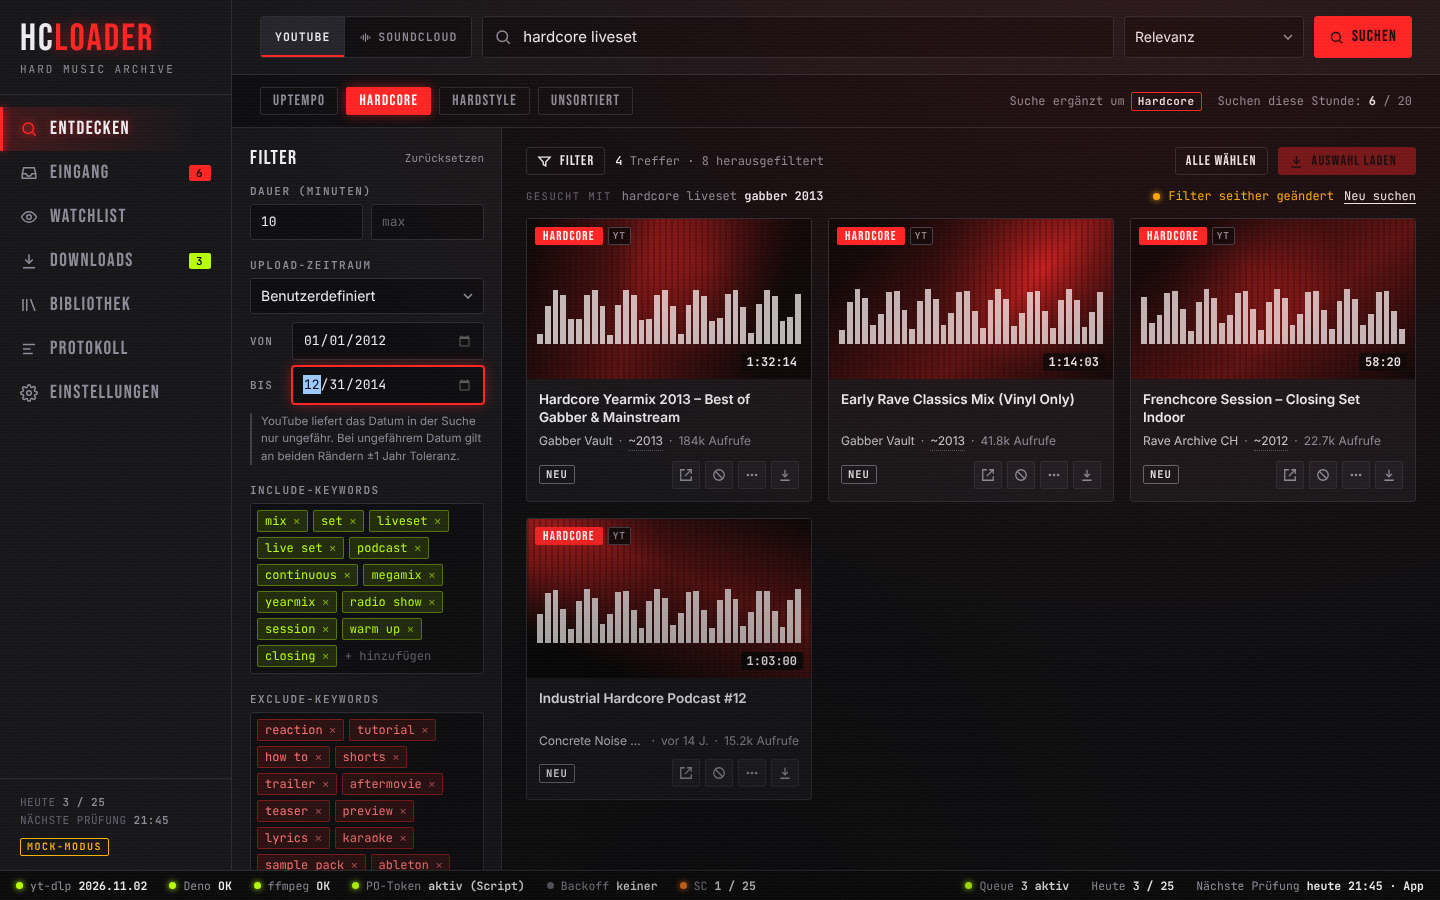 HCLOADER
HARD MUSIC ARCHIVE
ENTDECKEN
EINGANG 6
WATCHLIST
DOWNLOADS 3
BIBLIOTHEK
PROTOKOLL
EINSTELLUNGEN
HEUTE 3 / 25
NÄCHSTE PRÜFUNG 21:45
MOCK-MODUS
YOUTUBE SOUNDCLOUD hardcore liveset Relevanz SUCHEN
UPTEMPO HARDCORE HARDSTYLE UNSORTIERT Suche ergänzt um Hardcore Suchen diese Stunde: 6 / 20
FILTER Zurücksetzen
DAUER (MINUTEN)
10 max
UPLOAD-ZEITRAUM
Benutzerdefiniert
VON 01/01/2012
BIS 12/31/2014
YouTube liefert das Datum in der Suche
nur ungefähr. Bei ungefährem Datum gilt
an beiden Rändern ±1 Jahr Toleranz.
INCLUDE-KEYWORDS
mix × set × liveset ×
live set × podcast ×
continuous × megamix ×
yearmix × radio show ×
session × warm up ×
closing × + hinzufügen
EXCLUDE-KEYWORDS
reaction × tutorial ×
how to × shorts ×
trailer × aftermovie ×
teaser × preview ×
lyrics × karaoke ×
sample pack × ableton ×
FILTER 4 Treffer · 8 herausgefiltert ALLE WÄHLEN AUSWAHL LADEN
GESUCHT MIT hardcore liveset gabber 2013 Filter seither geändert Neu suchen
HARDCORE YT
1:32:14
Hardcore Yearmix 2013 – Best of
Gabber & Mainstream
Gabber Vault · ~2013 · 184k Aufrufe
NEU
HARDCORE YT
1:14:03
Early Rave Classics Mix (Vinyl Only)
Gabber Vault · ~2013 · 41.8k Aufrufe
NEU
HARDCORE YT
58:20
Frenchcore Session – Closing Set
Indoor
Rave Archive CH · ~2012 · 22.7k Aufrufe
NEU
HARDCORE YT
1:03:00
Industrial Hardcore Podcast #12
Concrete Noise ... · vor 14 J. · 15.2k Aufrufe
NEU
yt-dlp 2026.11.02 Deno OK ffmpeg OK PO-Token aktiv (Script) Backoff keiner SC 1 / 25 Queue 3 aktiv Heute 3 / 25 Nächste Prüfung heute 21:45 · App